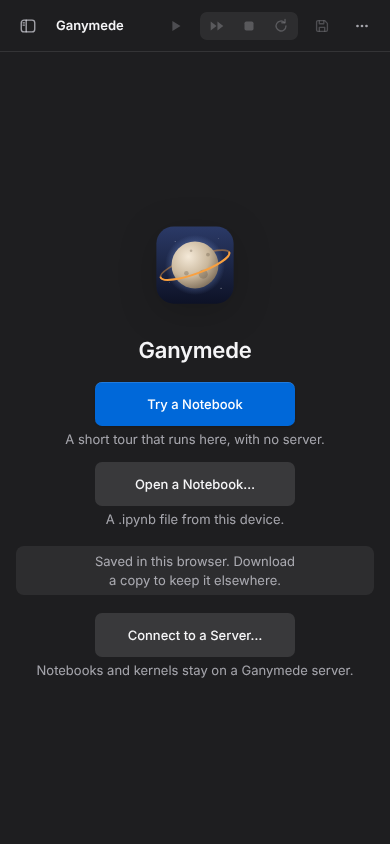 Ganymede
Ganymede
Try a Notebook
A short tour that runs here, with no server.
Open a Notebook...
A .ipynb file from this device.
Saved in this browser. Download
a copy to keep it elsewhere.
Connect to a Server...
Notebooks and kernels stay on a Ganymede server.